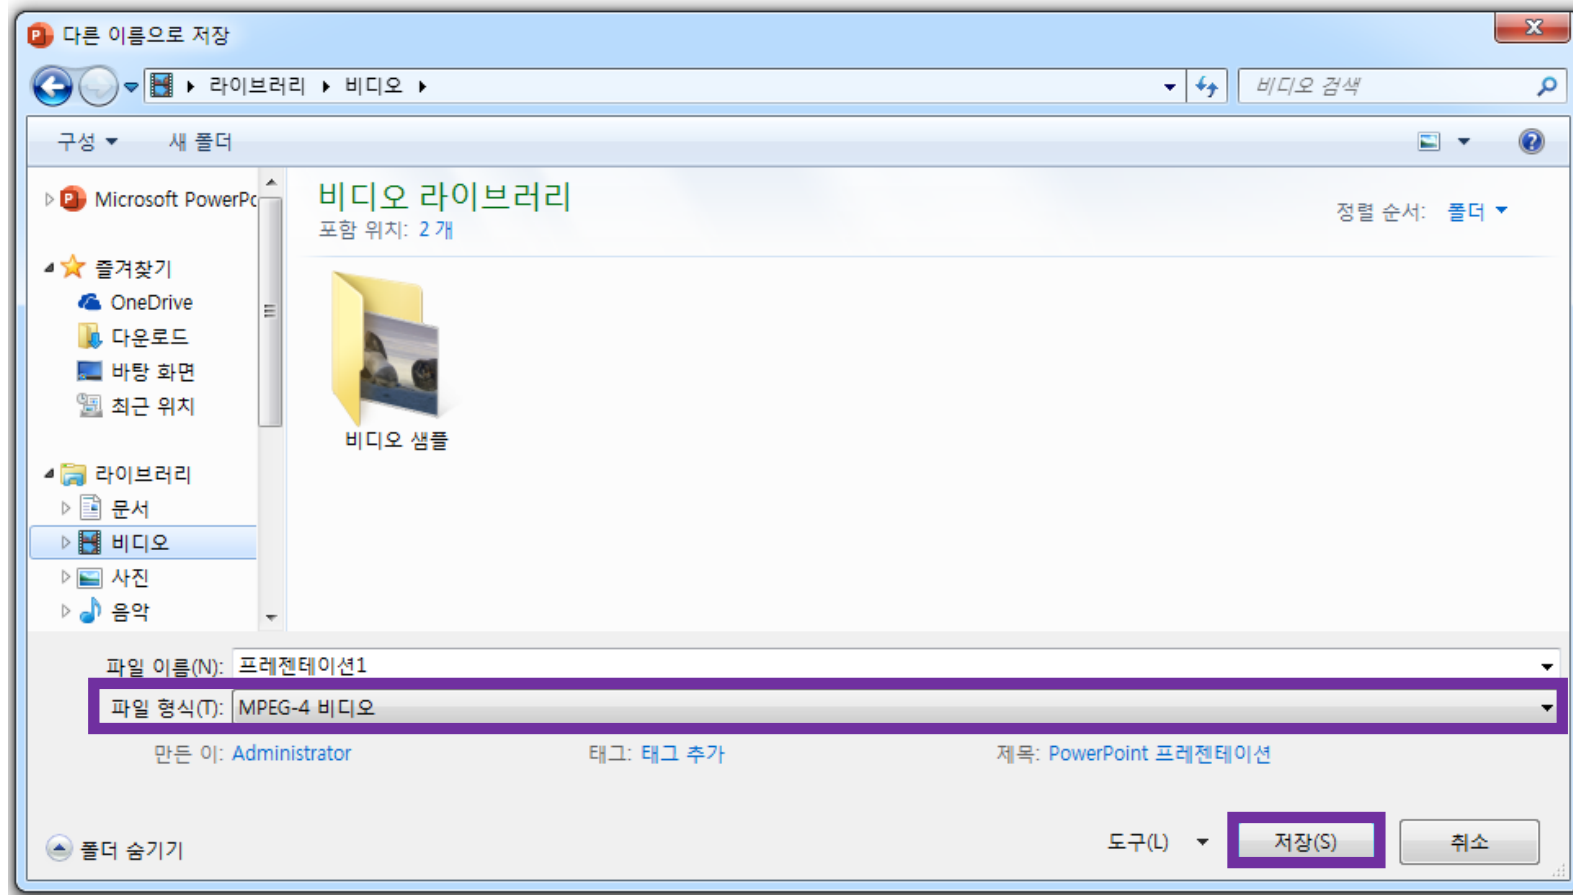 다른 이름으로 저장
라이브러리 비디오
비디오 검색
구성 새 폴더
Microsoft PowerPo
즐겨찾기
OneDrive
다운로드
바탕 화면
최근 위치
라이브러리
문서
비디오
사진
음악
비디오 라이브러리
포함 위치: 2개
정렬 순서: 폴더
비디오 샘플
파일 이름(N): 프레젠테이션1
파일 형식(T): MPEG-4 비디오
만든 이: Administrator 태그: 태그 추가 제목: PowerPoint 프레젠테이션
폴더 숨기기
도구(L) 저장(S) 취소